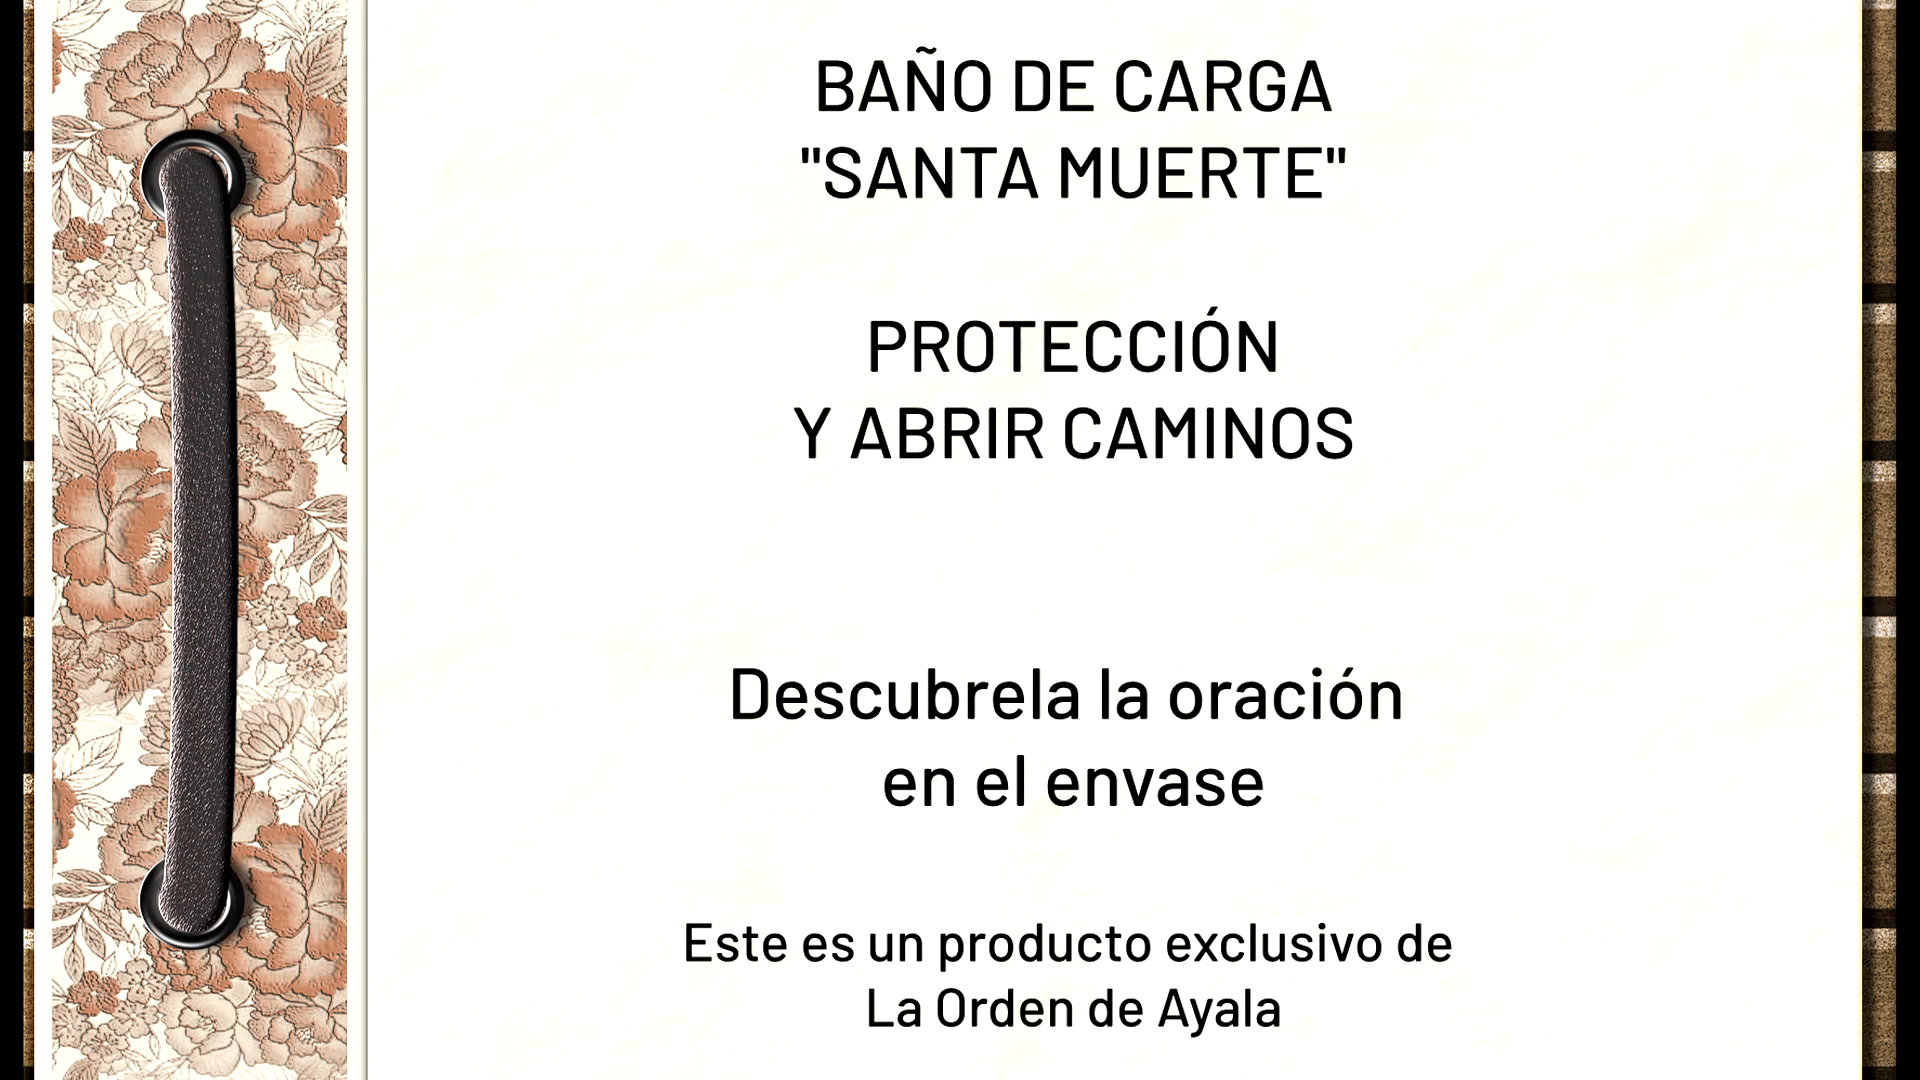 BAÑO DE CARGA
"SANTA MUERTE"
PROTECCIÓN
Y ABRIR CAMINOS
Descubrela la oración
en el envase
Este es un producto exclusivo de
La Orden de Ayala